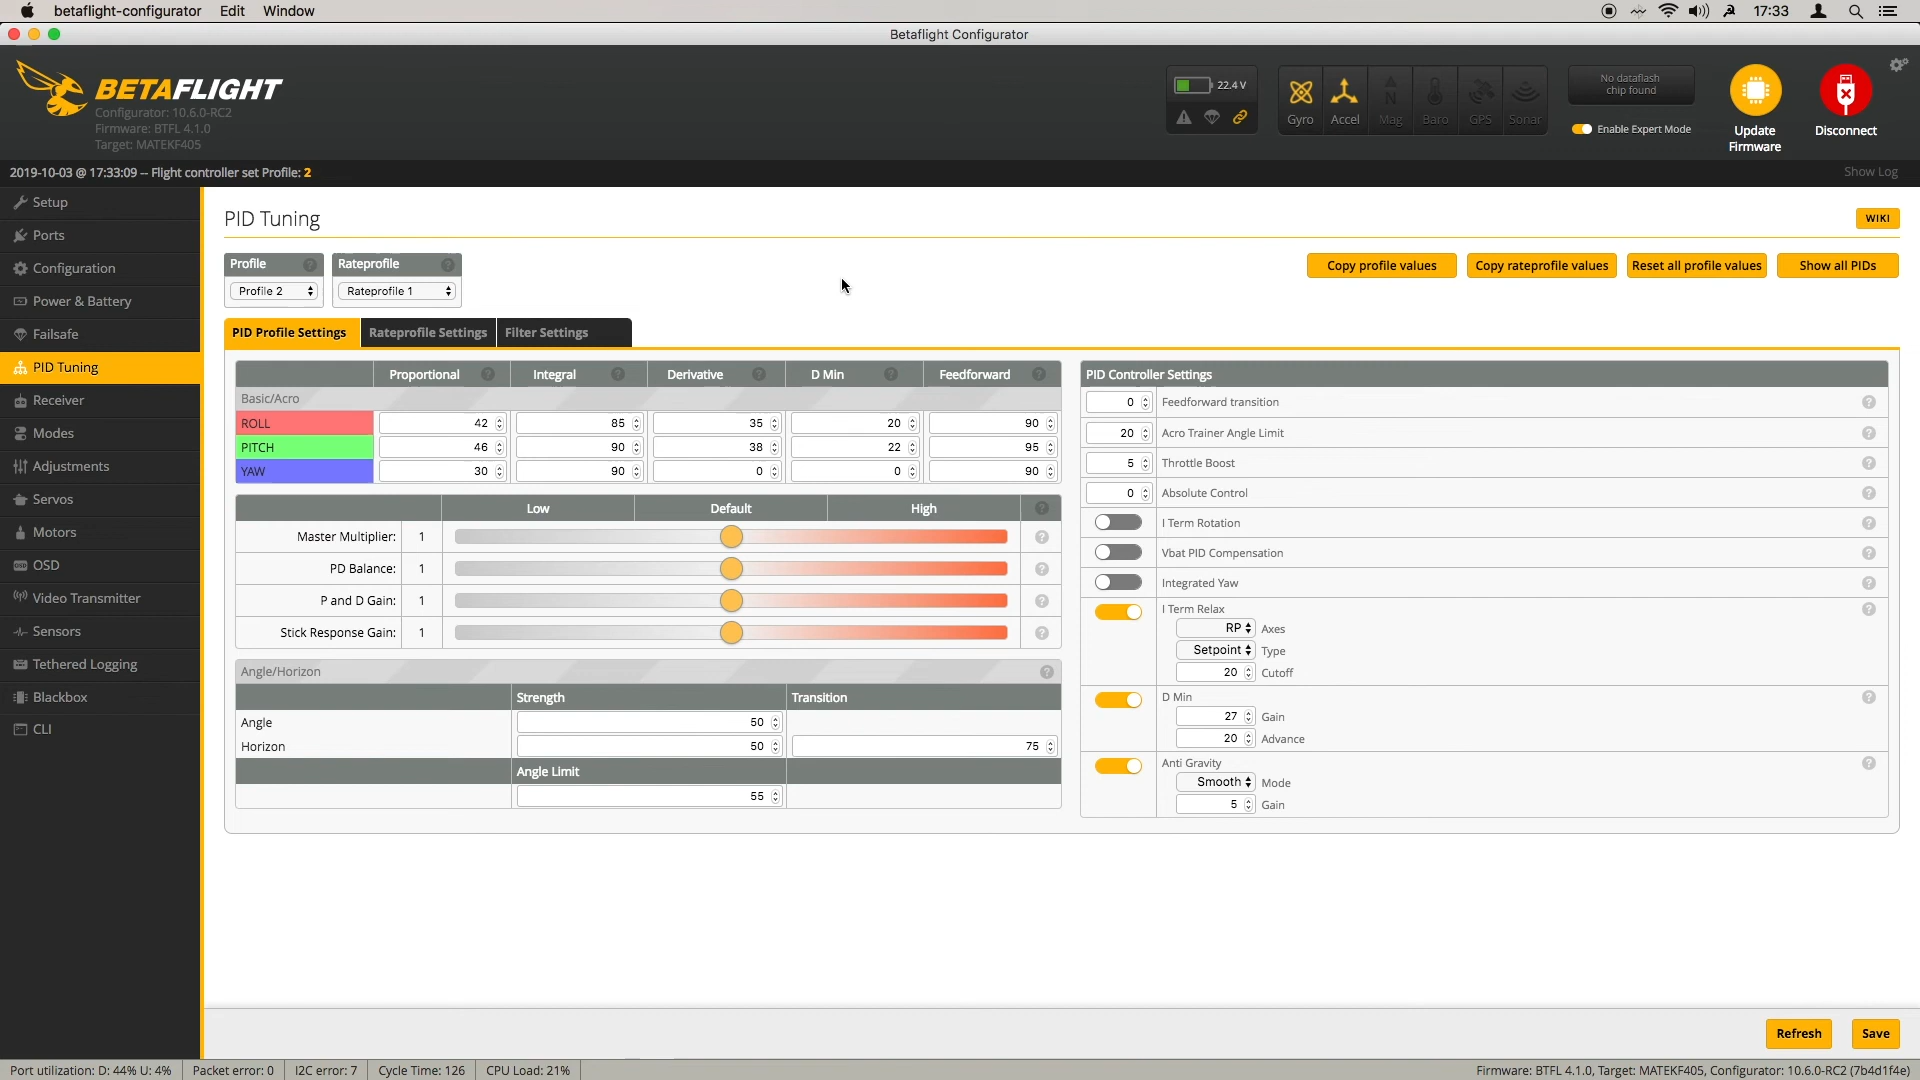 betaflight-configurator Edit Window 17:33
Betaflight Configurator
BETAFLIGHT
Configurator: 10.6.0-RC2
Firmware: BTFL 4.1.0
Target: MATEKF405
22.4 V
Gyro Accel Mag Baro GPS Sonar
No dataflash
chip found
Enable Expert Mode
Update
Firmware
Disconnect
2019-10-03 @ 17:33:09 -- Flight controller set Profile: 2
Show Log
Setup
Ports
Configuration
Power & Battery
Failsafe
PID Tuning
Receiver
Modes
Adjustments
Servos
Motors
OSD
Video Transmitter
Sensors
Tethered Logging
Blackbox
CLI
PID Tuning
WIKI
Profile Rateprofile
Profile 2 Rateprofile 1
Copy profile values Copy rateprofile values Reset all profile values Show all PIDs
PID Profile Settings Rateprofile Settings Filter Settings
Proportional Integral Derivative D Min Feedforward
Basic/Acro
ROLL 42 85 35 20 90
PITCH 46 90 38 22 95
YAW 30 90 0 0 90
Low Default High
Master Multiplier: 1
PD Balance: 1
P and D Gain: 1
Stick Response Gain: 1
Angle/Horizon
Strength Transition
Angle 50
Horizon 50 75
Angle Limit
55
PID Controller Settings
0 Feedforward transition
20 Acro Trainer Angle Limit
5 Throttle Boost
0 Absolute Control
I Term Rotation
Vbat PID Compensation
Integrated Yaw
I Term Relax
RP Axes
Setpoint Type
20 Cutoff
D Min
27 Gain
20 Advance
Anti Gravity
Smooth Mode
5 Gain
Refresh Save
Port utilization: D: 44% U: 4% Packet error: 0 I2C error: 7 Cycle Time: 126 CPU Load: 21% Firmware: BTFL 4.1.0, Target: MATEKF405, Configurator: 10.6.0-RC2 (7b4d1f4e)